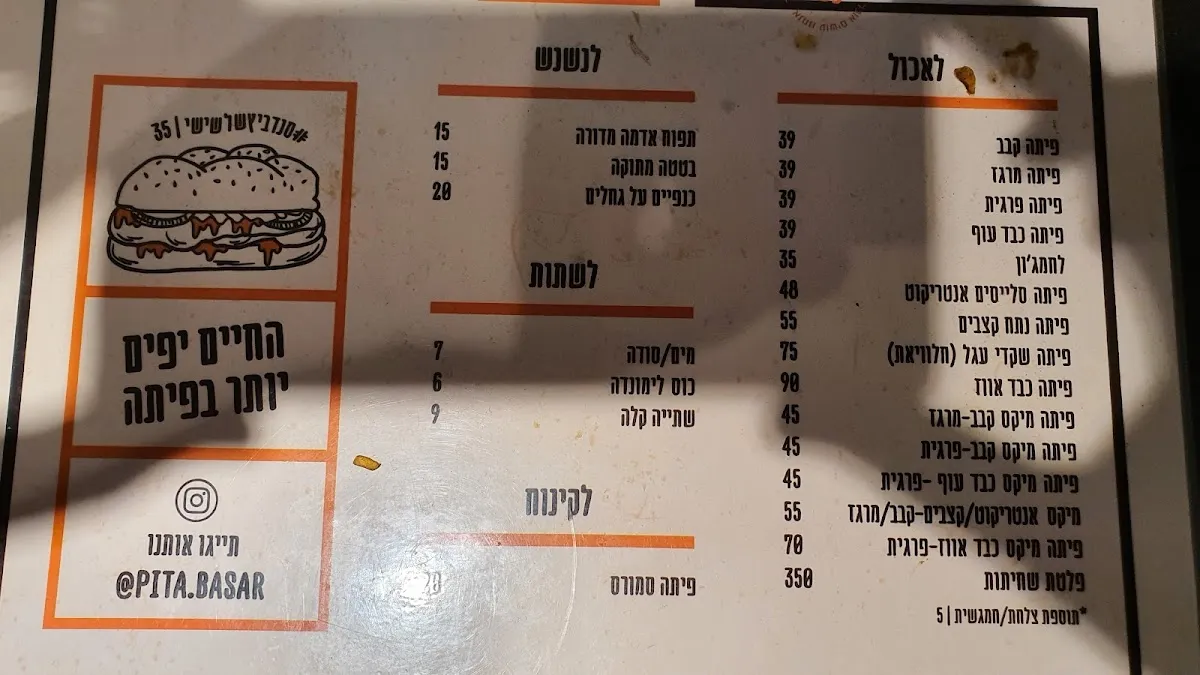 לאכול
פיתה קבב 39
פיתה מרגז 39
פיתה פרגית 39
פיתה כבד עוף 39
לחמג'ון 35
פיתה סלייסים אנטריקוט 48
פיתה נתח קצבים 55
פיתה שקדי עגל (חלוויאת) 75
פיתה כבד אווז 90
פיתה מיקס קבב-מרגז 45
פיתה מיקס קבב-פרגית 45
פיתה מיקס כבד עוף -פרגית 45
מיקס אנטריקוט/קצבים-קבב/מרגז 55
פיתה מיקס כבד אווז-פרגית 70
פלטת שחיתות 350
*תוספת צלחת/חמגשית | 5
לנשנש
תפוח אדמה מדורה 15
בטטה מתוקה 15
כנפיים על גחלים 20
לשתות
מים/סודה 7
כוס לימונדה 6
שתייה קלה 9
לקינוח
פיתה סמורס
#סנדביץשלשישי | 35
החיים יפים
יותר בפיתה
תייגו אותנו
@PITA.BASAR